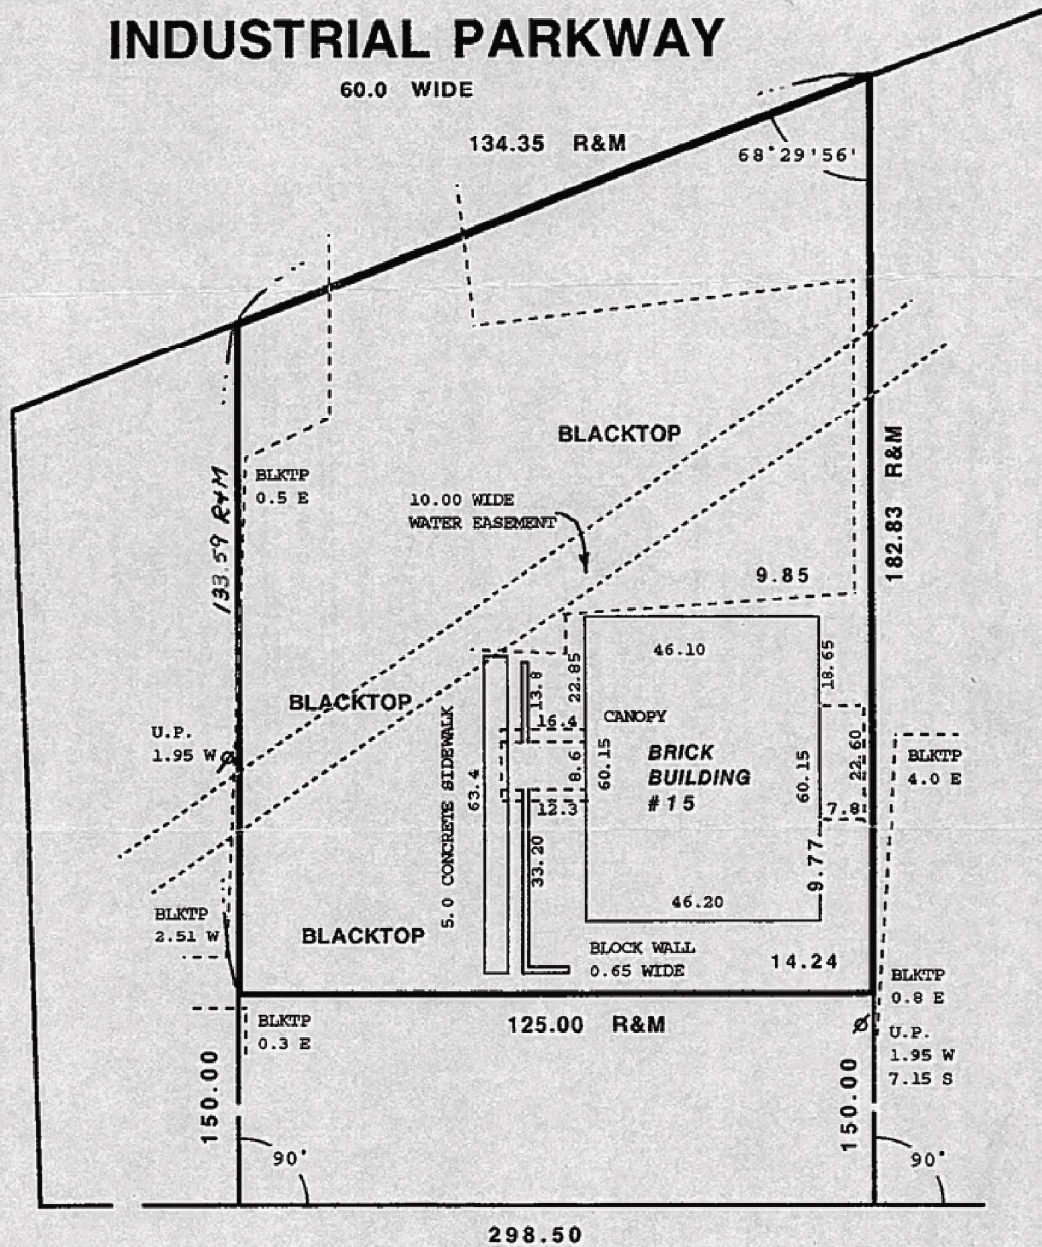 INDUSTRIAL PARKWAY
60.0 WIDE
134.35 R&M
68°29'56'
BLKTP
0.5 E
133.59 R&M
BLACKTOP
10.00 WIDE
WATER EASEMENT
182.83 R&M
9.85
46.10
18.65
22.85
13.8
16.4
CANOPY
BLACKTOP
U.P.
1.95 W
5.0 CONCRETE SIDEWALK
63.4
8.6
60.15
BRICK
BUILDING
#15
60.15
22.60
7.8
BLKTP
4.0 E
12.3
33.20
9.77
46.20
BLKTP
2.51 W
BLACKTOP
BLOCK WALL
0.65 WIDE
14.24
BLKTP
0.8 E
125.00 R&M
BLKTP
0.3 E
U.P.
1.95 W
7.15 S
150.00
150.00
90°
90°
298.50